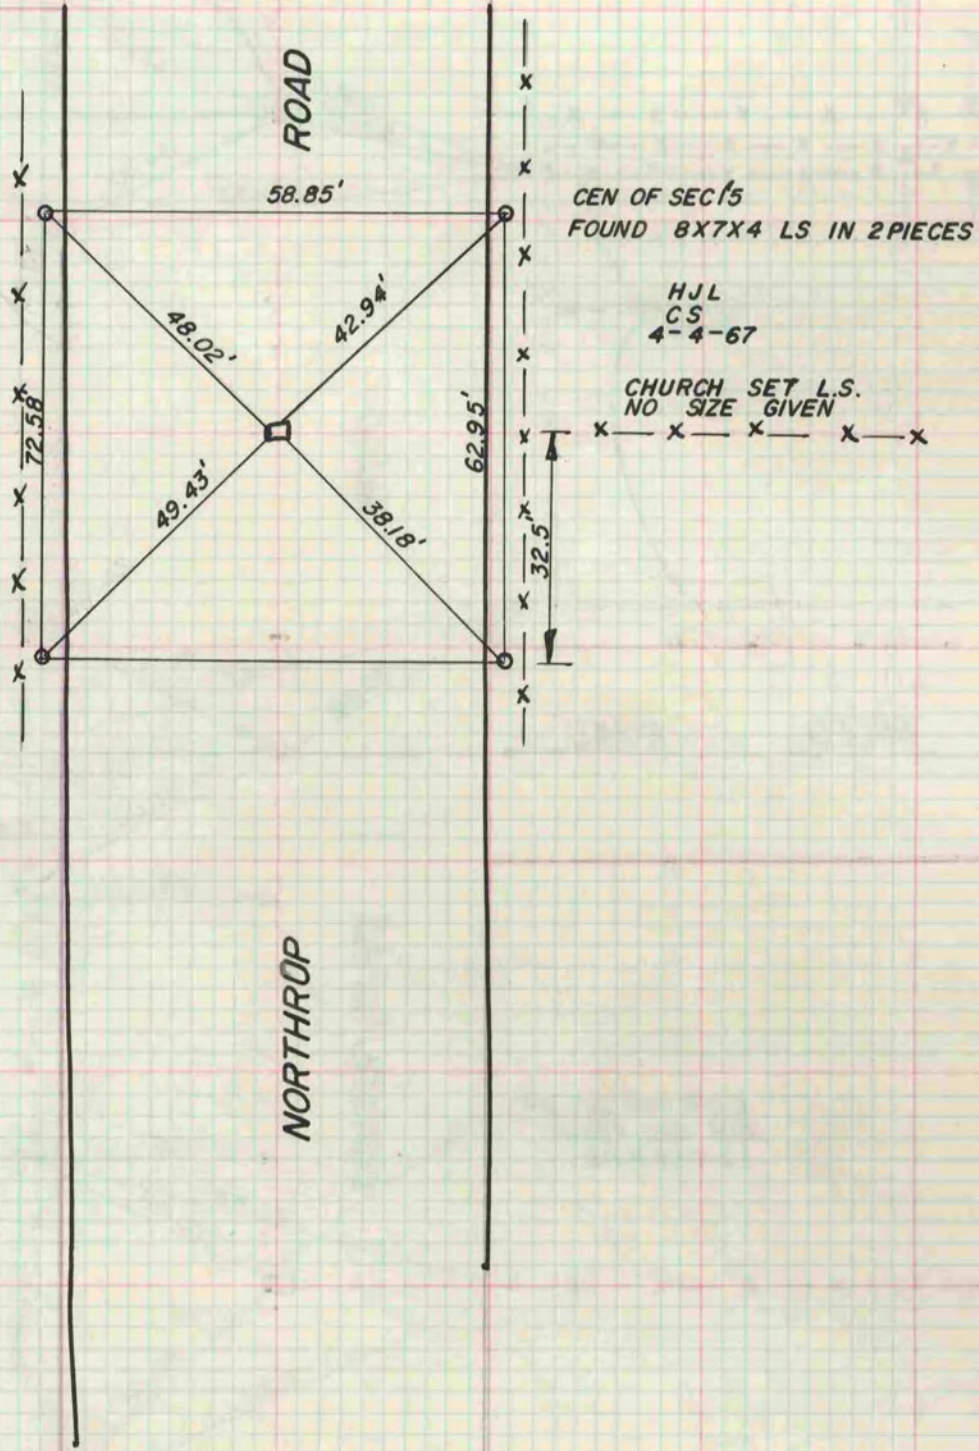 ROAD
58.85'
CEN OF SEC 15
FOUND 8X7X4 LS IN 2 PIECES
48.02'
42.94'
HJL
CS
4-4-67
CHURCH SET L.S.
NO SIZE GIVEN
72.58'
62.95'
49.43'
38.18'
32.5'
NORTHROP